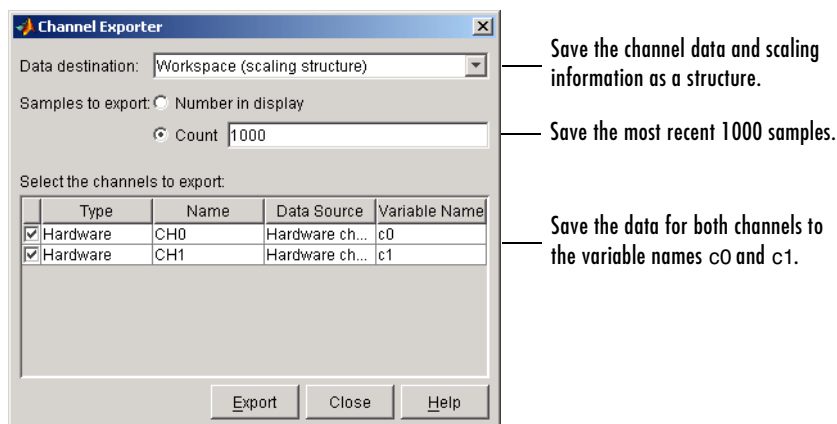 Channel Exporter
Data destination: Workspace (scaling structure)
Save the channel data and scaling
information as a structure.
Samples to export: Number in display
Count 1000
Save the most recent 1000 samples.
Select the channels to export:
Type Name Data Source Variable Name
Hardware CH0 Hardware ch... c0
Hardware CH1 Hardware ch... c1
Save the data for both channels to
the variable names c0 and c1.
Export Close Help